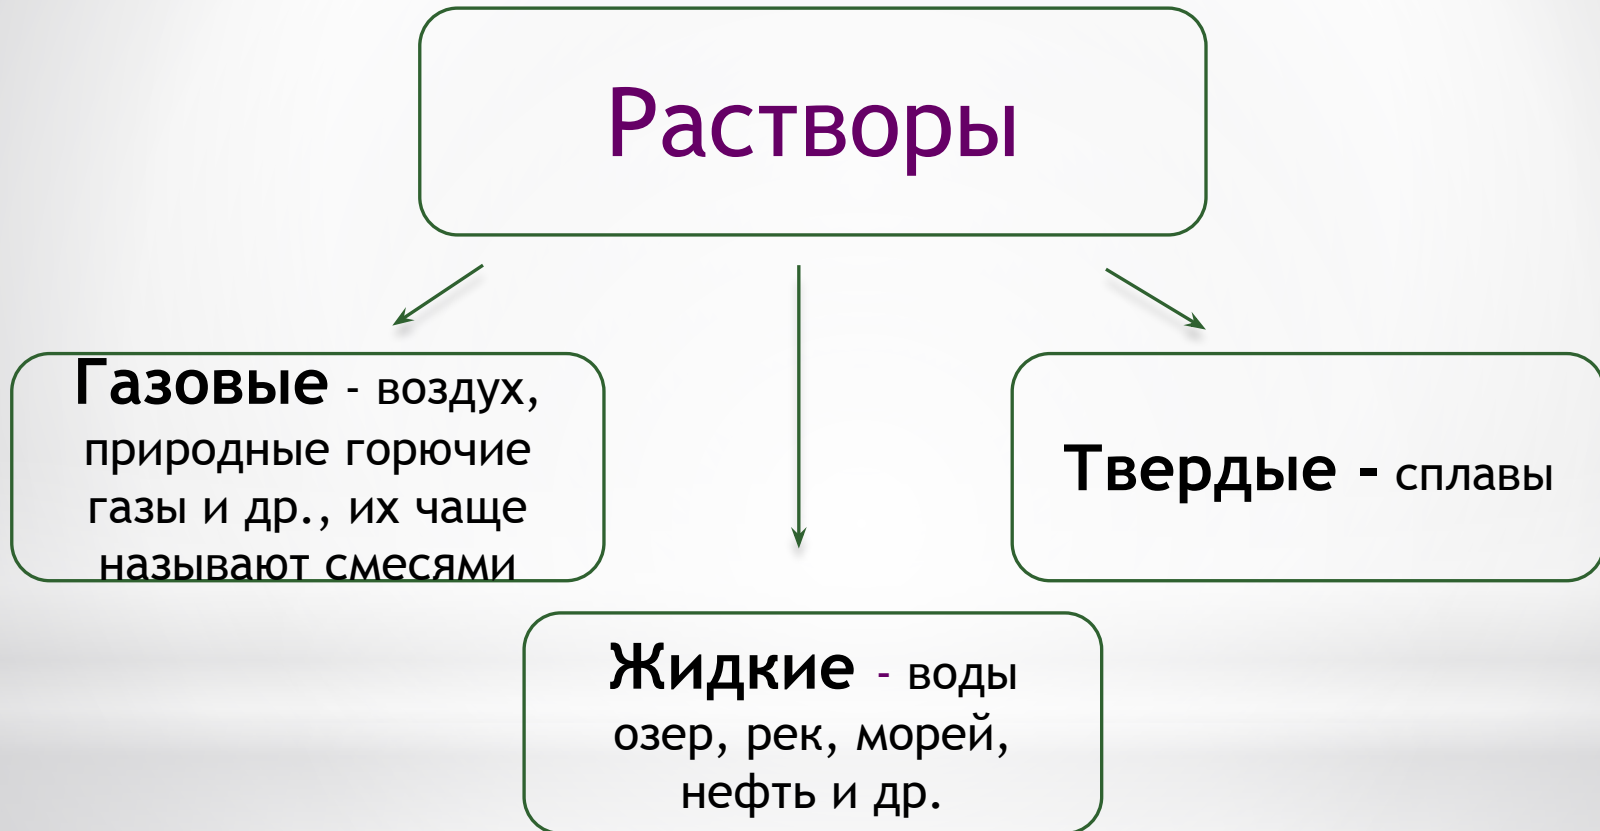 Растворы
Газовые - воздух,
природные горючие
газы и др., их чаще
называют смесями
Твердые - сплавы
Жидкие - воды
озер, рек, морей,
нефть и др.